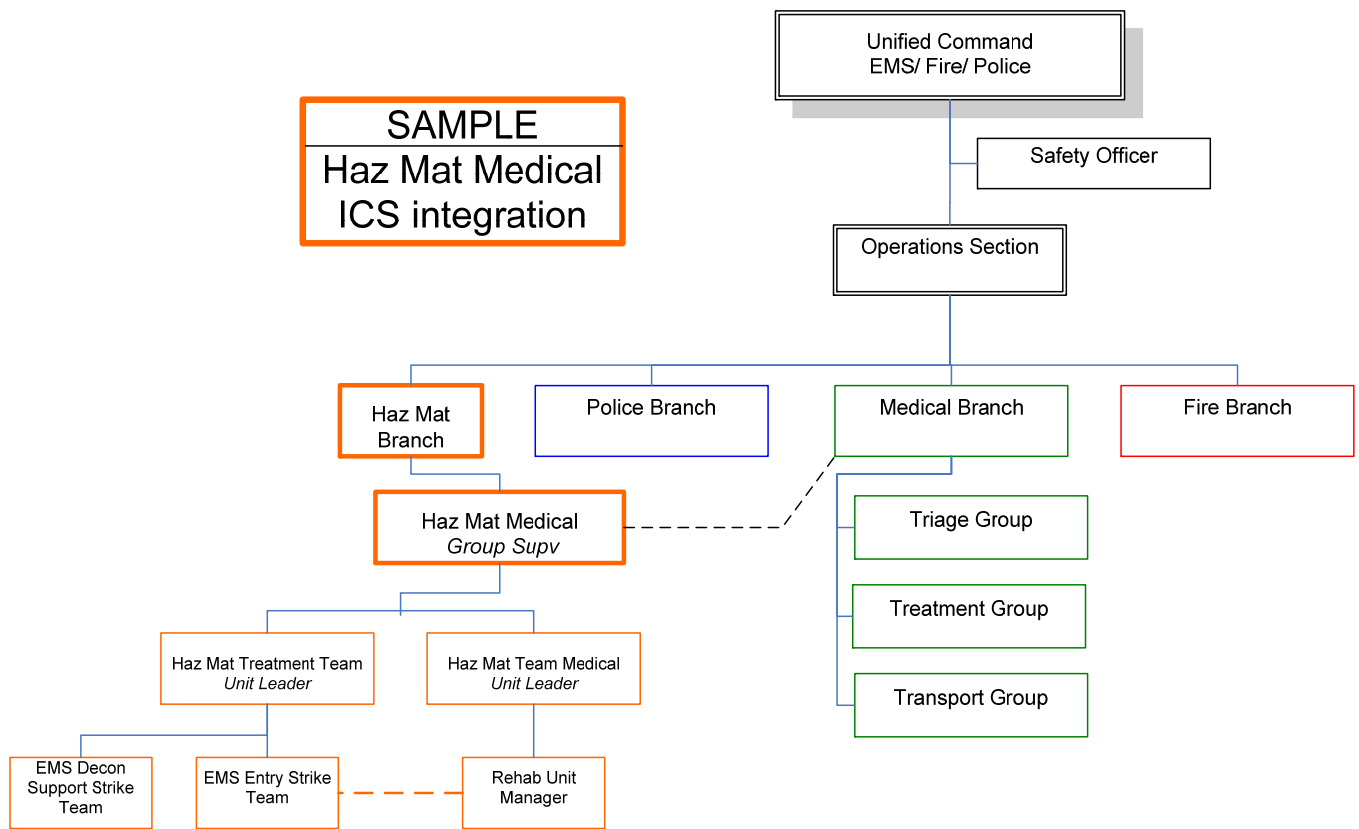 Unified Command
EMS/ Fire/ Police
SAMPLE
Haz Mat Medical
ICS integration
Safety Officer
Operations Section
Haz Mat
Branch
Police Branch
Medical Branch
Fire Branch
Haz Mat Medical
Group Supv
Triage Group
Treatment Group
Transport Group
Haz Mat Treatment Team
Unit Leader
Haz Mat Team Medical
Unit Leader
EMS Decon
Support Strike
Team
EMS Entry Strike
Team
Rehab Unit
Manager